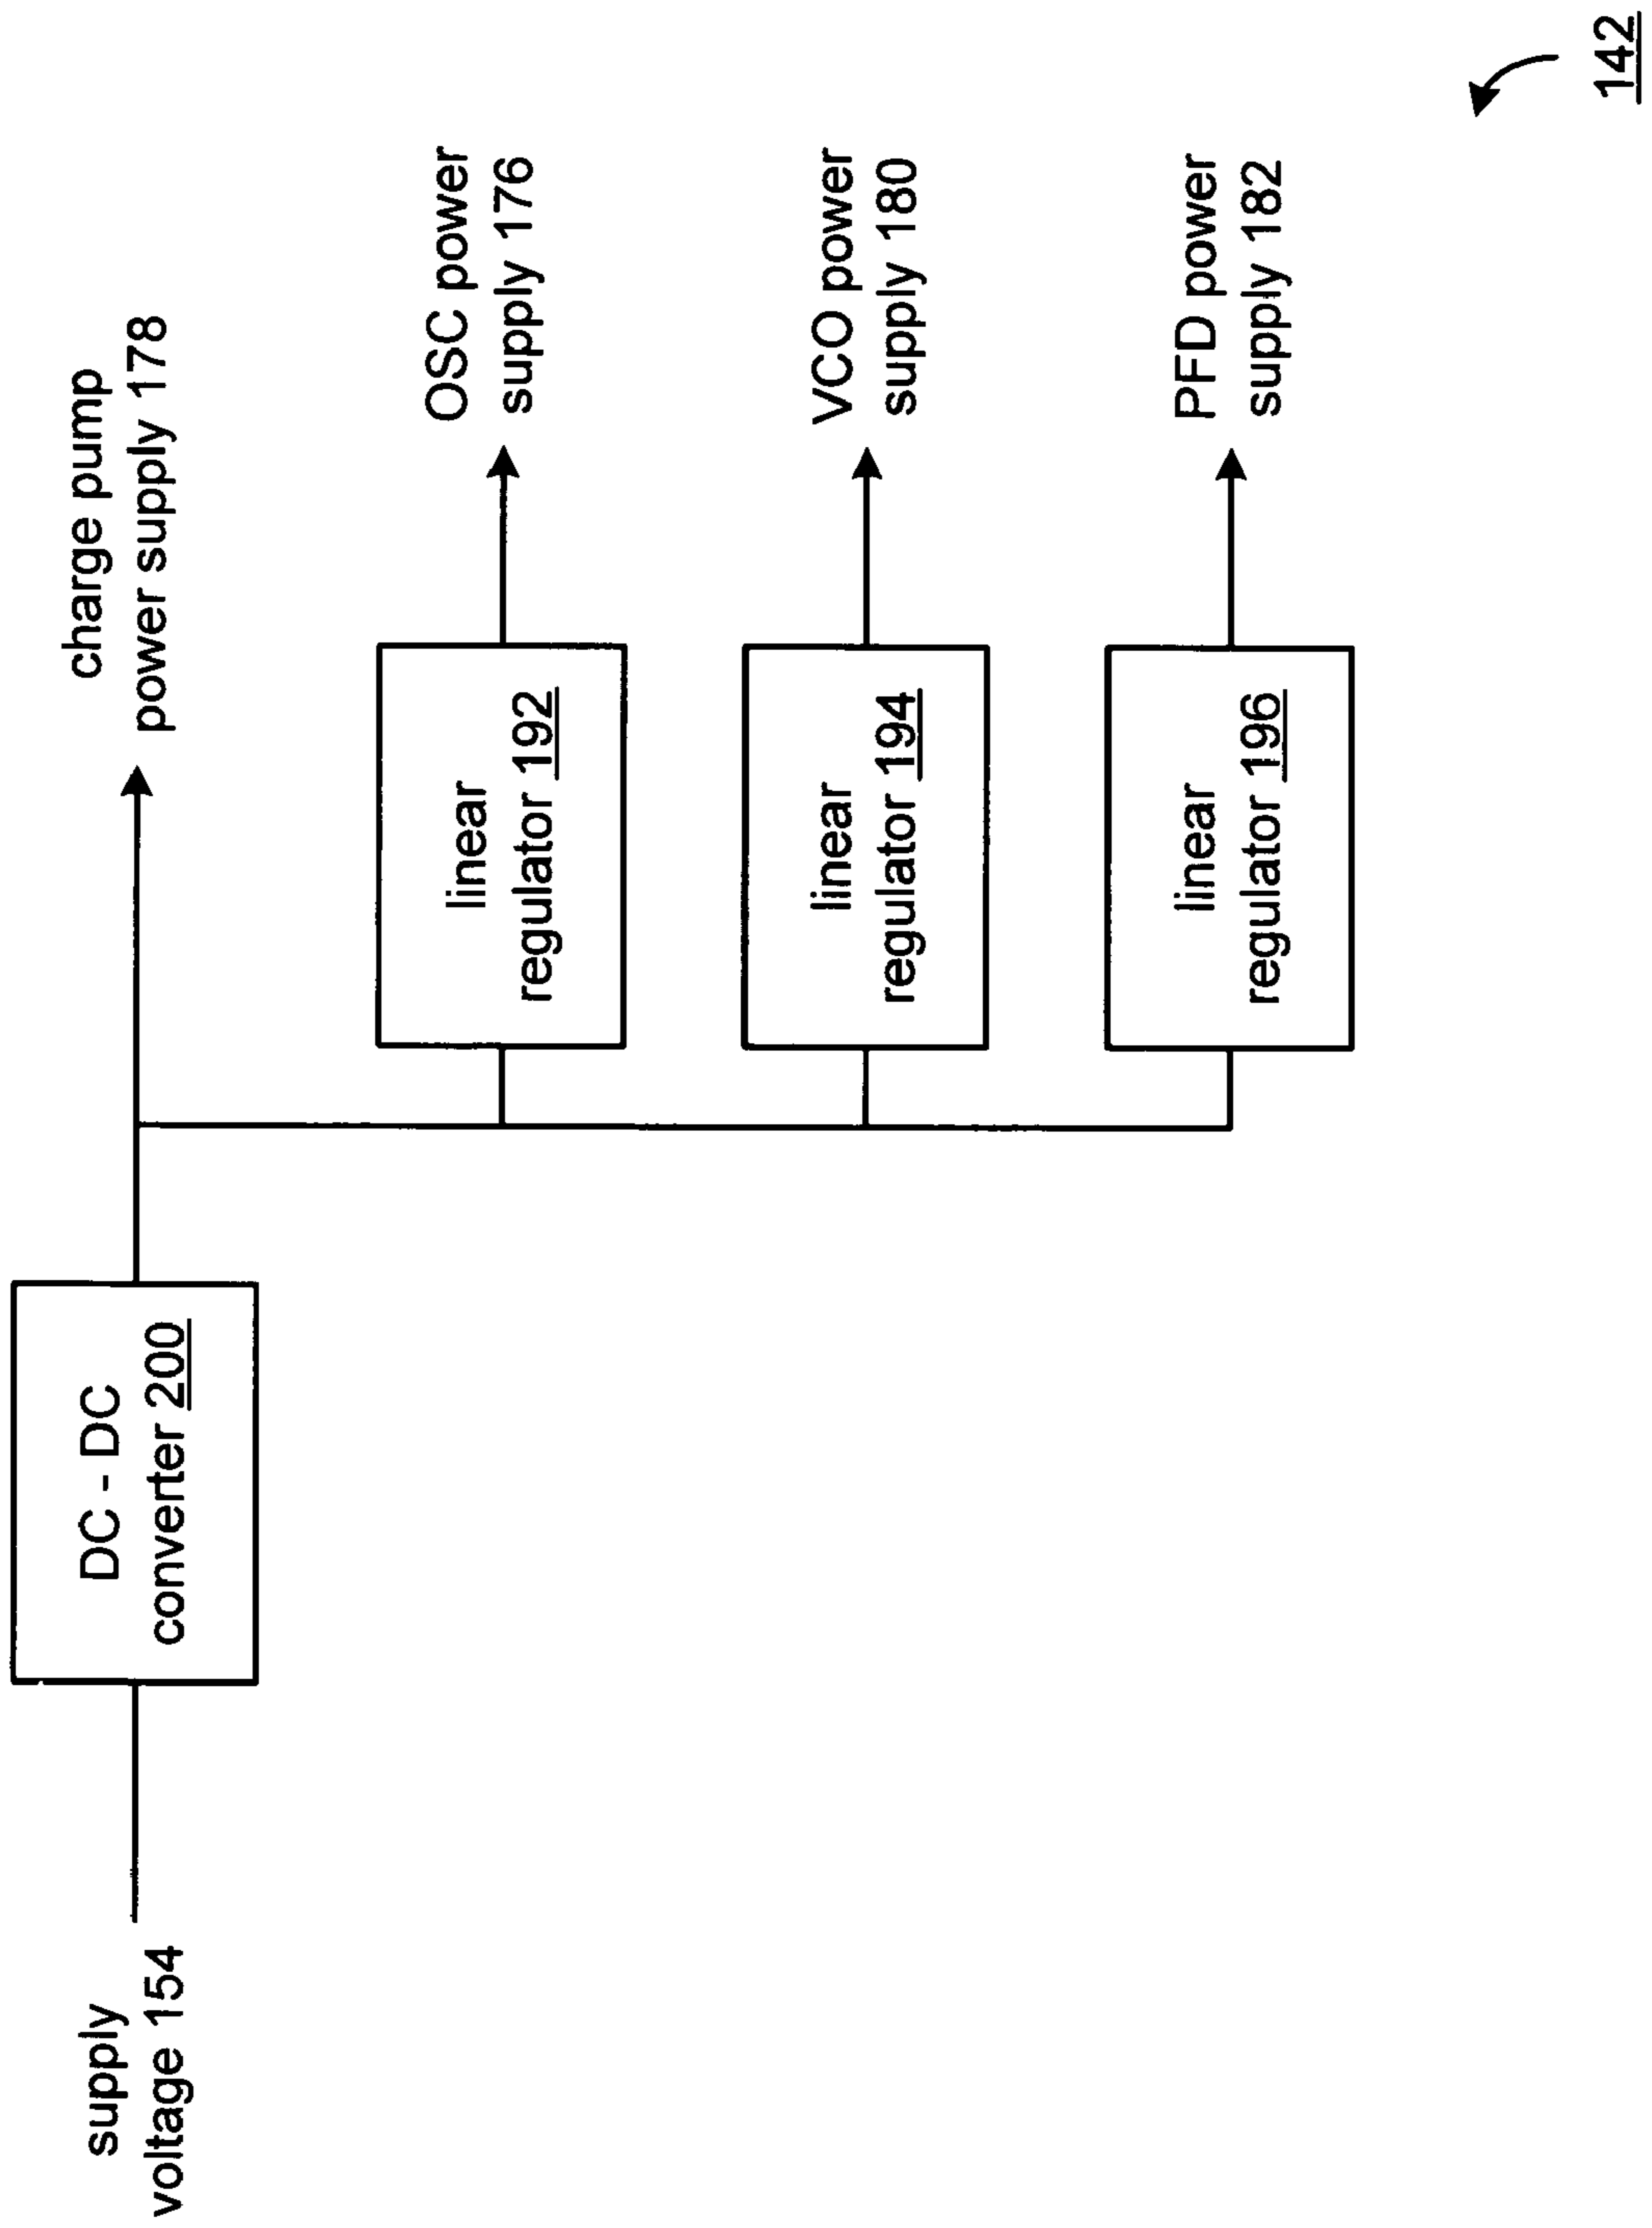 supply
voltage 154
DC - DC
converter 200
charge pump
power supply 178
linear
regulator 192
OSC power
supply 176
linear
regulator 194
VCO power
supply 180
linear
regulator 196
PFD power
supply 182
142